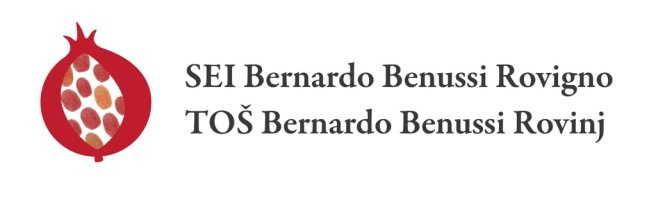 SEI Bernardo Benussi Rovigno
TOŠ Bernardo Benussi Rovinj